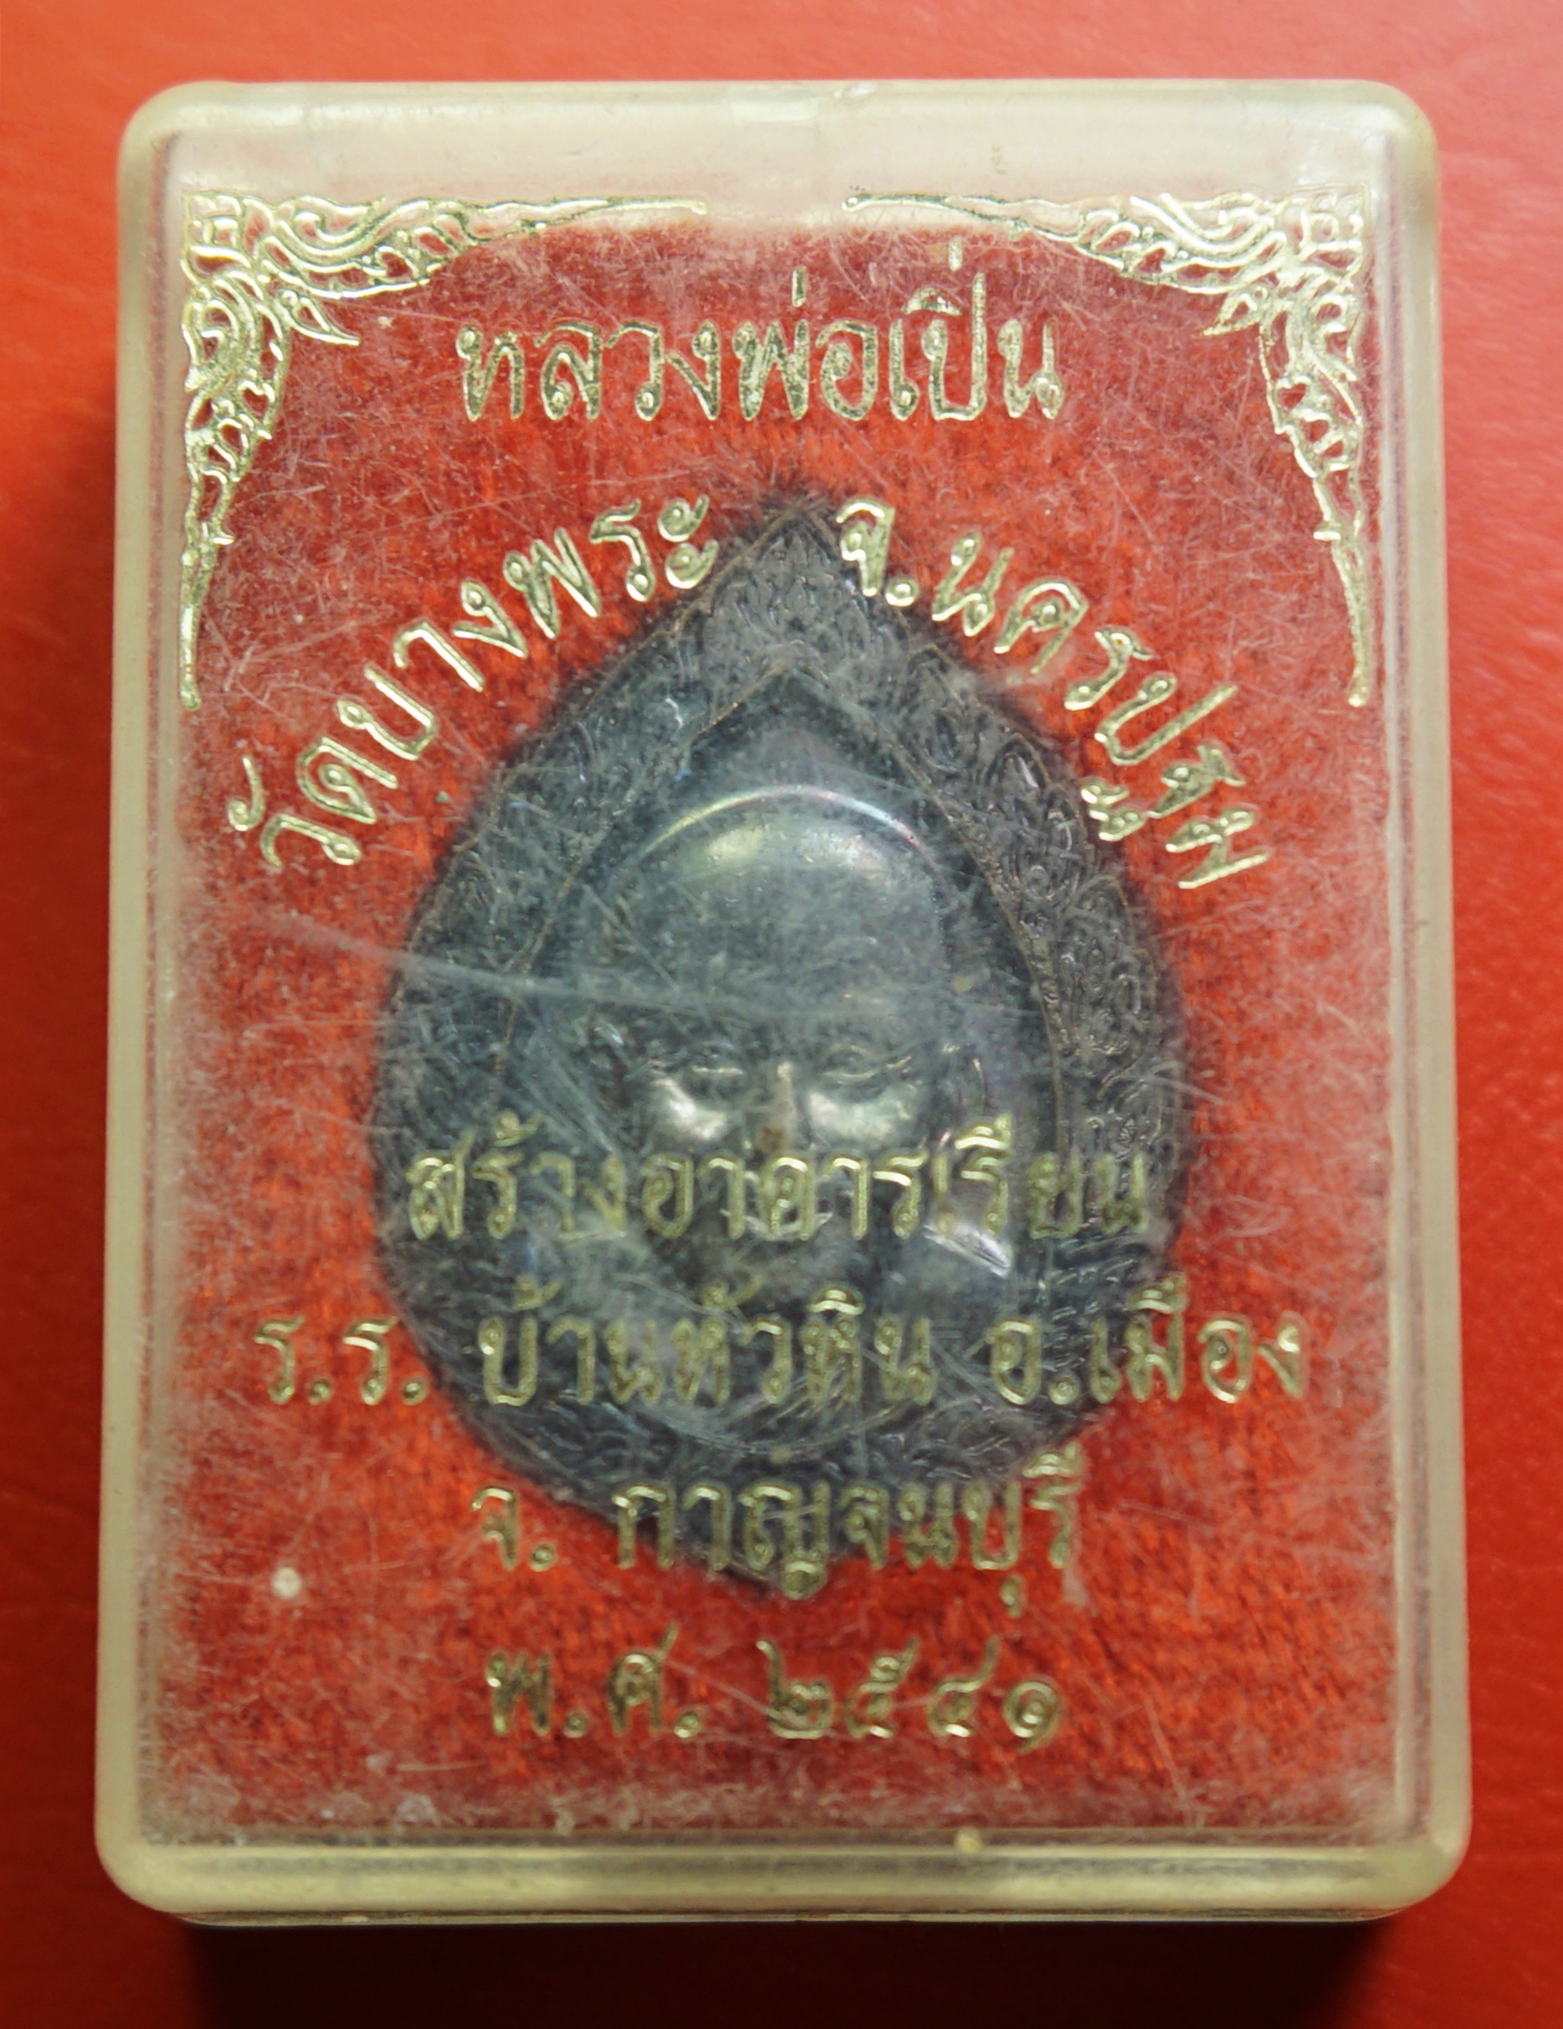 หลวงพ่อเปิ่น
วัดบางพระ จ.นครปฐม
สร้างอาคารเรียน
ร.ร. บ้านหัวหิน อ.เมือง
จ. กาญจนบุรี
พ.ศ. ๒๕๔๑